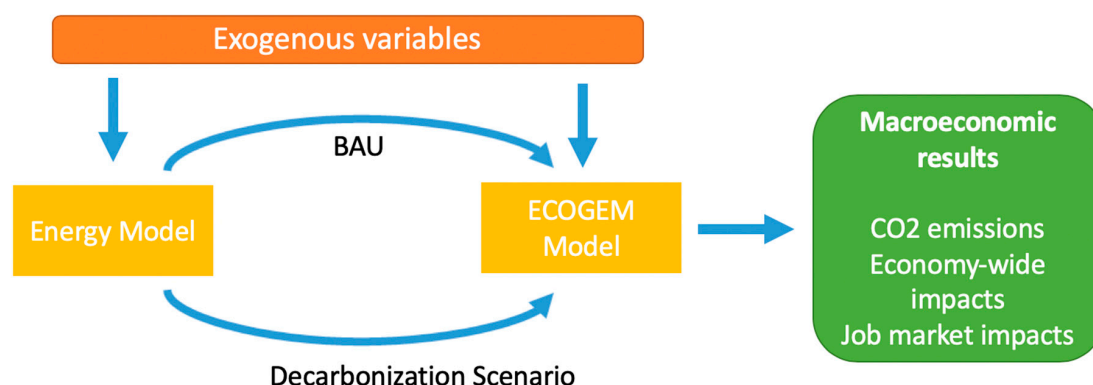 Exogenous variables
BAU
Energy Model
ECOGEM
Model
Decarbonization Scenario
Macroeconomic
results
CO2 emissions
Economy-wide
impacts
Job market impacts